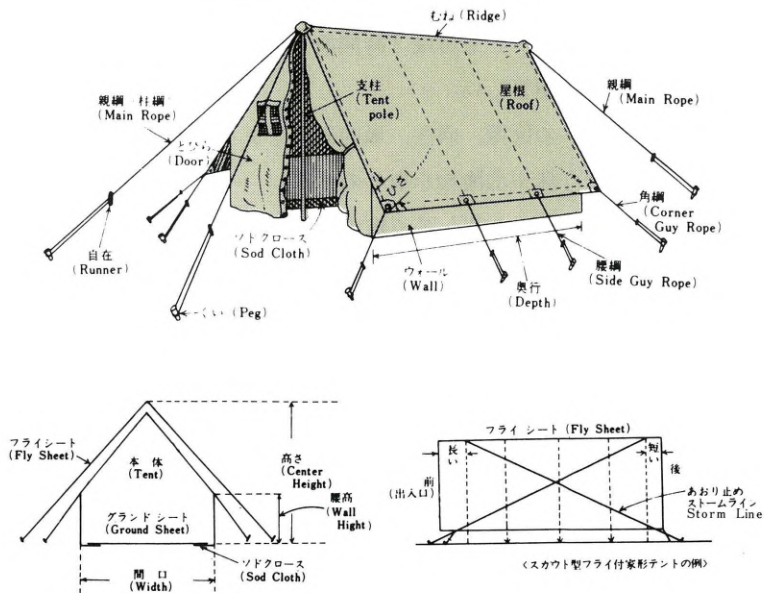 むね (Ridge)
支柱
(Tent
pole)
屋根
(Roof)
親綱
(Main Rope)
親綱・柱綱
(Main Rope)
とびら
(Door)
ひさし
角綱
(Corner
Guy Rope)
自在
(Runner)
ソドクロース
(Sod Cloth)
ウォール
(Wall)
奥行
(Depth)
腰綱
(Side Guy Rope)
くい (Peg)
フライシート
(Fly Sheet)
本体
(Tent)
高さ
(Center
Height)
グランドシート
(Ground Sheet)
腰高
(Wall
Hight)
ソドクロース
(Sod Cloth)
間口
(Width)
フライ シート (Fly Sheet)
長い
短い
前
(出入口)
後
あおり止め
ストームライン
Storm Line
〈スカウト型フライ付家形テントの例〉